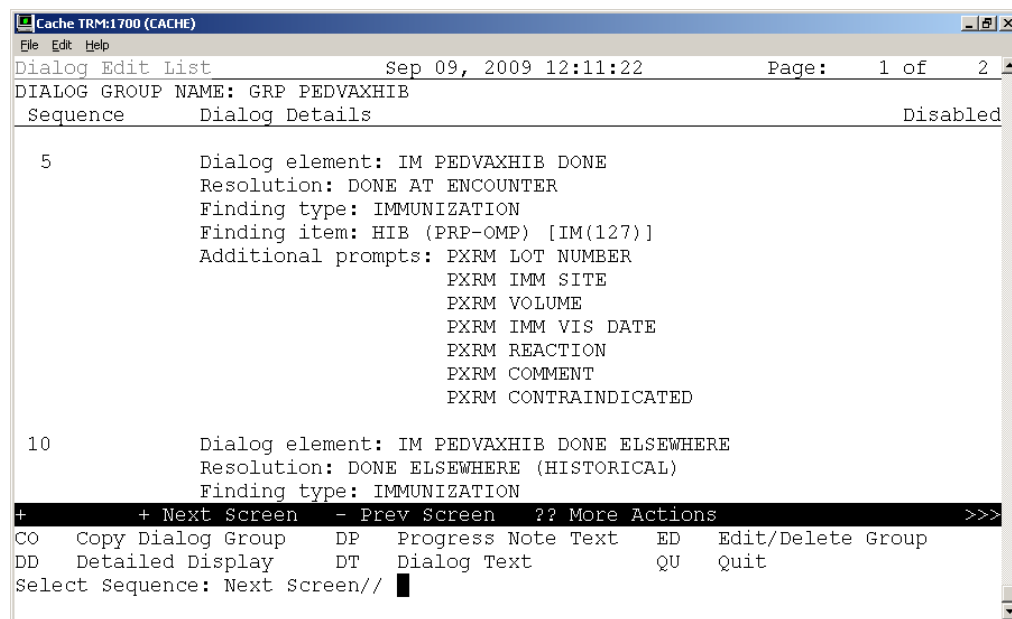 Cache TRM:1700 (CACHE)
File Edit Help
Dialog Edit List Sep 09, 2009 12:11:22 Page: 1 of 2
DIALOG GROUP NAME: GRP PEDVAXHIB
Sequence Dialog Details Disabled
5 Dialog element: IM PEDVAXHIB DONE
Resolution: DONE AT ENCOUNTER
Finding type: IMMUNIZATION
Finding item: HIB (PRP-OMP) [IM(127)]
Additional prompts: PXRM LOT NUMBER
PXRM IMM SITE
PXRM VOLUME
PXRM IMM VIS DATE
PXRM REACTION
PXRM COMMENT
PXRM CONTRAINDICATED
10 Dialog element: IM PEDVAXHIB DONE ELSEWHERE
Resolution: DONE ELSEWHERE (HISTORICAL)
Finding type: IMMUNIZATION
+ + Next Screen - Prev Screen ?? More Actions >>>
CO Copy Dialog Group DP Progress Note Text ED Edit/Delete Group
DD Detailed Display DT Dialog Text QU Quit
Select Sequence: Next Screen//